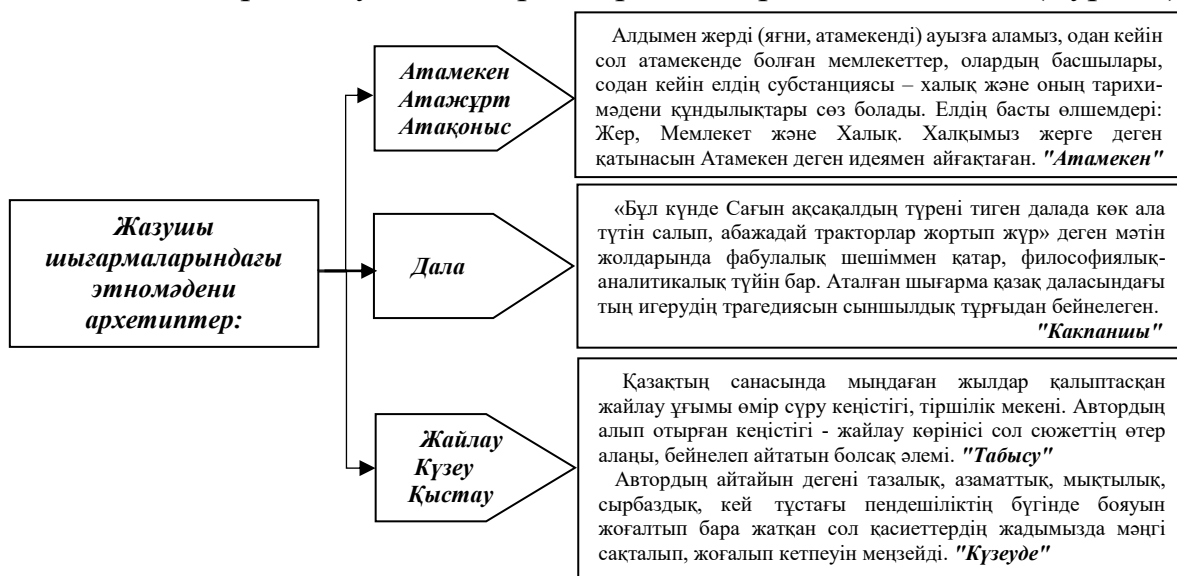 Жазушы
шығармаларындағы
этномәдени
архетиптер:
Атамекен
Атажұрт
Атақоныс
Алдымен жерді (яғни, атамекенді) ауызға аламыз, одан кейін
сол атамекенде болған мемлекеттер, олардың басшылары,
содан кейін елдің субстанциясы – халық және оның тарихи-
мәдени құндылықтары сөз болады. Елдің басты өлшемдері:
Жер, Мемлекет және Халық. Халқымыз жерге деген
қатынасын Атамекен деген идеямен айғақтаған. "Атамекен"
Дала
«Бұл күнде Сағын ақсақалдың түрені тиген далада көк ала
түтін салып, абажадай тракторлар жортып жүр» деген мәтін
жолдарында фабулалық шешіммен қатар, философиялық-
аналитикалық түйін бар. Аталған шығарма қазақ даласындағы
тың игерудің трагедиясын сыншылдық тұрғыдан бейнелеген.
"Какпаншы"
Жайлау
Күзеу
Қыстау
Қазақтың санасында мыңдаған жылдар қалыптасқан
жайлау ұғымы өмір сүру кеңістігі, тіршілік мекені. Автордың
алып отырған кеңістігі - жайлау көрінісі сол сюжеттің өтер
алаңы, бейнелеп айтатын болсақ әлемі. "Табысу"
Автордың айтайын дегені тазалық, азаматтық, мықтылық,
сырбаздық, кей тұстағы пендешіліктің бүгінде бояуын
жоғалтып бара жатқан сол қасиеттердің жадымызда мәңгі
сақталып, жоғалып кетпеуін меңзейді. "Күзеуде"